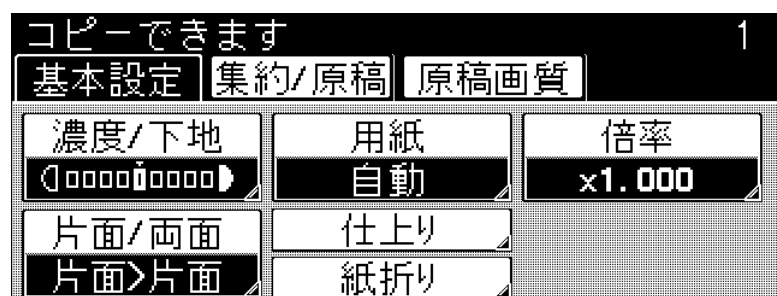 コピーできます 1
基本設定 集約/原稿 原稿画質
濃度/下地 用紙 倍率
自動 x1.000
片面/両面 仕上り
片面>片面 紙折り